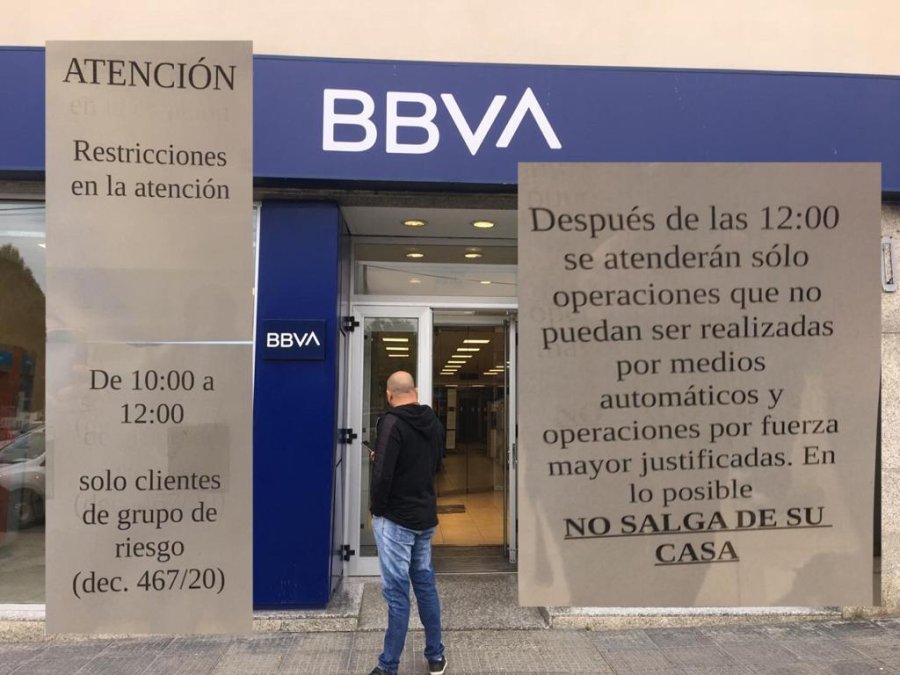 BBVA
BBVA
ATENCIÓN
Restricciones
en la atención
De 10:00 a
12:00
solo clientes
de grupo de
riesgo
(dec. 467/20)
Después de las 12:00
se atenderán sólo
operaciones que no
puedan ser realizadas
por medios
automáticos y
operaciones por fuerza
mayor justificadas. En
lo posible
NO SALGA DE SU
CASA